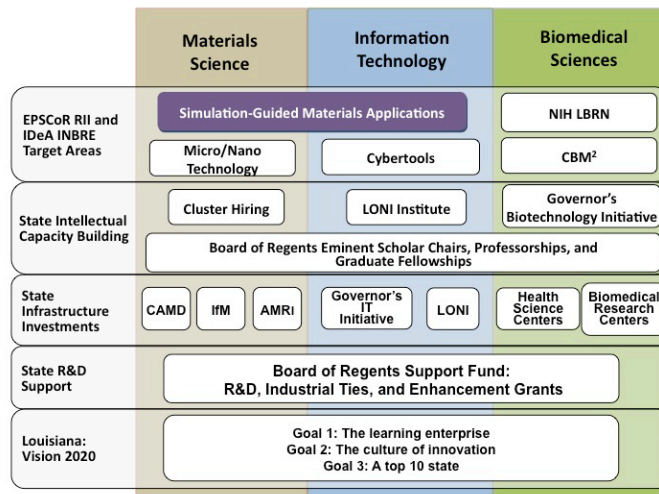 Materials
Science
Information
Technology
Biomedical
Sciences
EPSCoR RII and
IDeA INBRE
Target Areas
Simulation-Guided Materials Applications
NIH LBRN
Micro/Nano
Technology
Cybertools
CBM²
State Intellectual
Capacity Building
Cluster Hiring
LONI Institute
Governor's
Biotechnology Initiative
Board of Regents Eminent Scholar Chairs, Professorships, and
Graduate Fellowships
State
Infrastructure
Investments
CAMD
IfM
AMRI
Governor's
IT
Initiative
LONI
Health
Science
Centers
Biomedical
Research
Centers
State R&D
Support
Board of Regents Support Fund:
R&D, Industrial Ties, and Enhancement Grants
Louisiana:
Vision 2020
Goal 1: The learning enterprise
Goal 2: The culture of innovation
Goal 3: A top 10 state